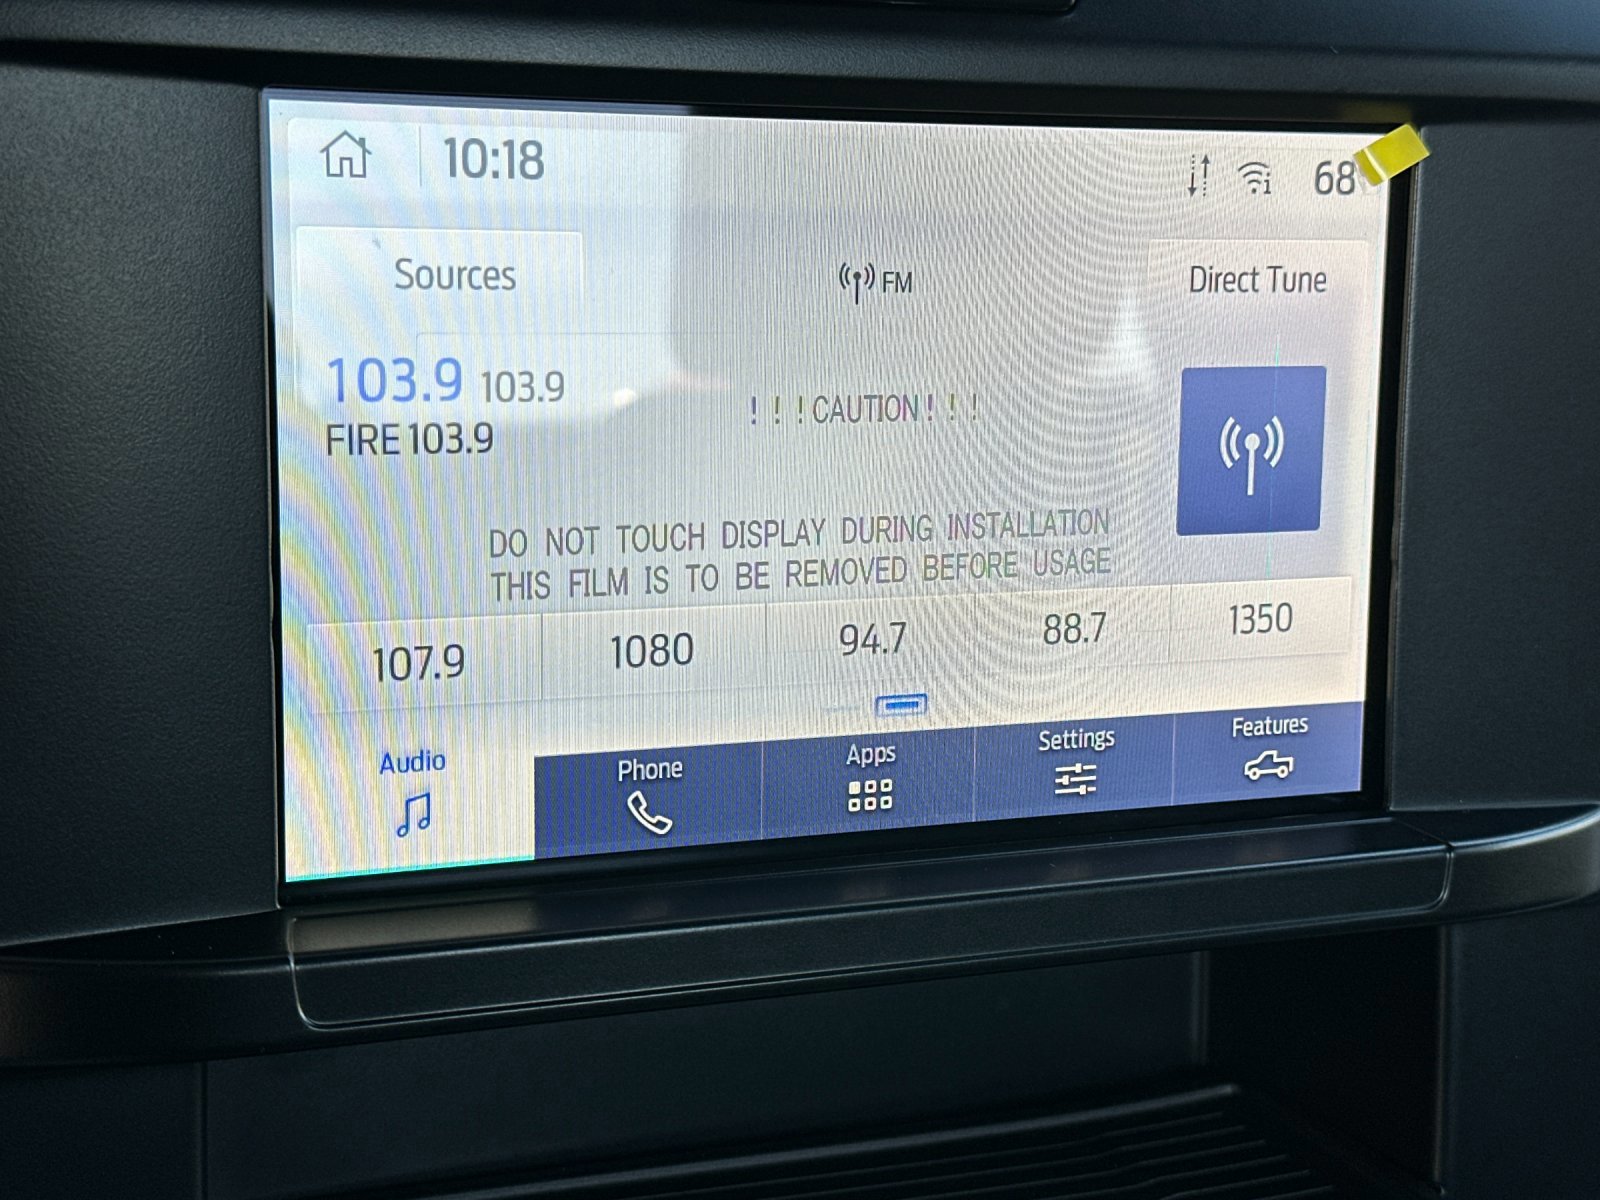 10:18
68
Sources
FM
Direct Tune
103.9 103.9
FIRE 103.9
! ! ! CAUTION ! ! !
DO NOT TOUCH DISPLAY DURING INSTALLATION
THIS FILM IS TO BE REMOVED BEFORE USAGE
107.9 1080 94.7 88.7 1350
Audio Phone Apps Settings Features